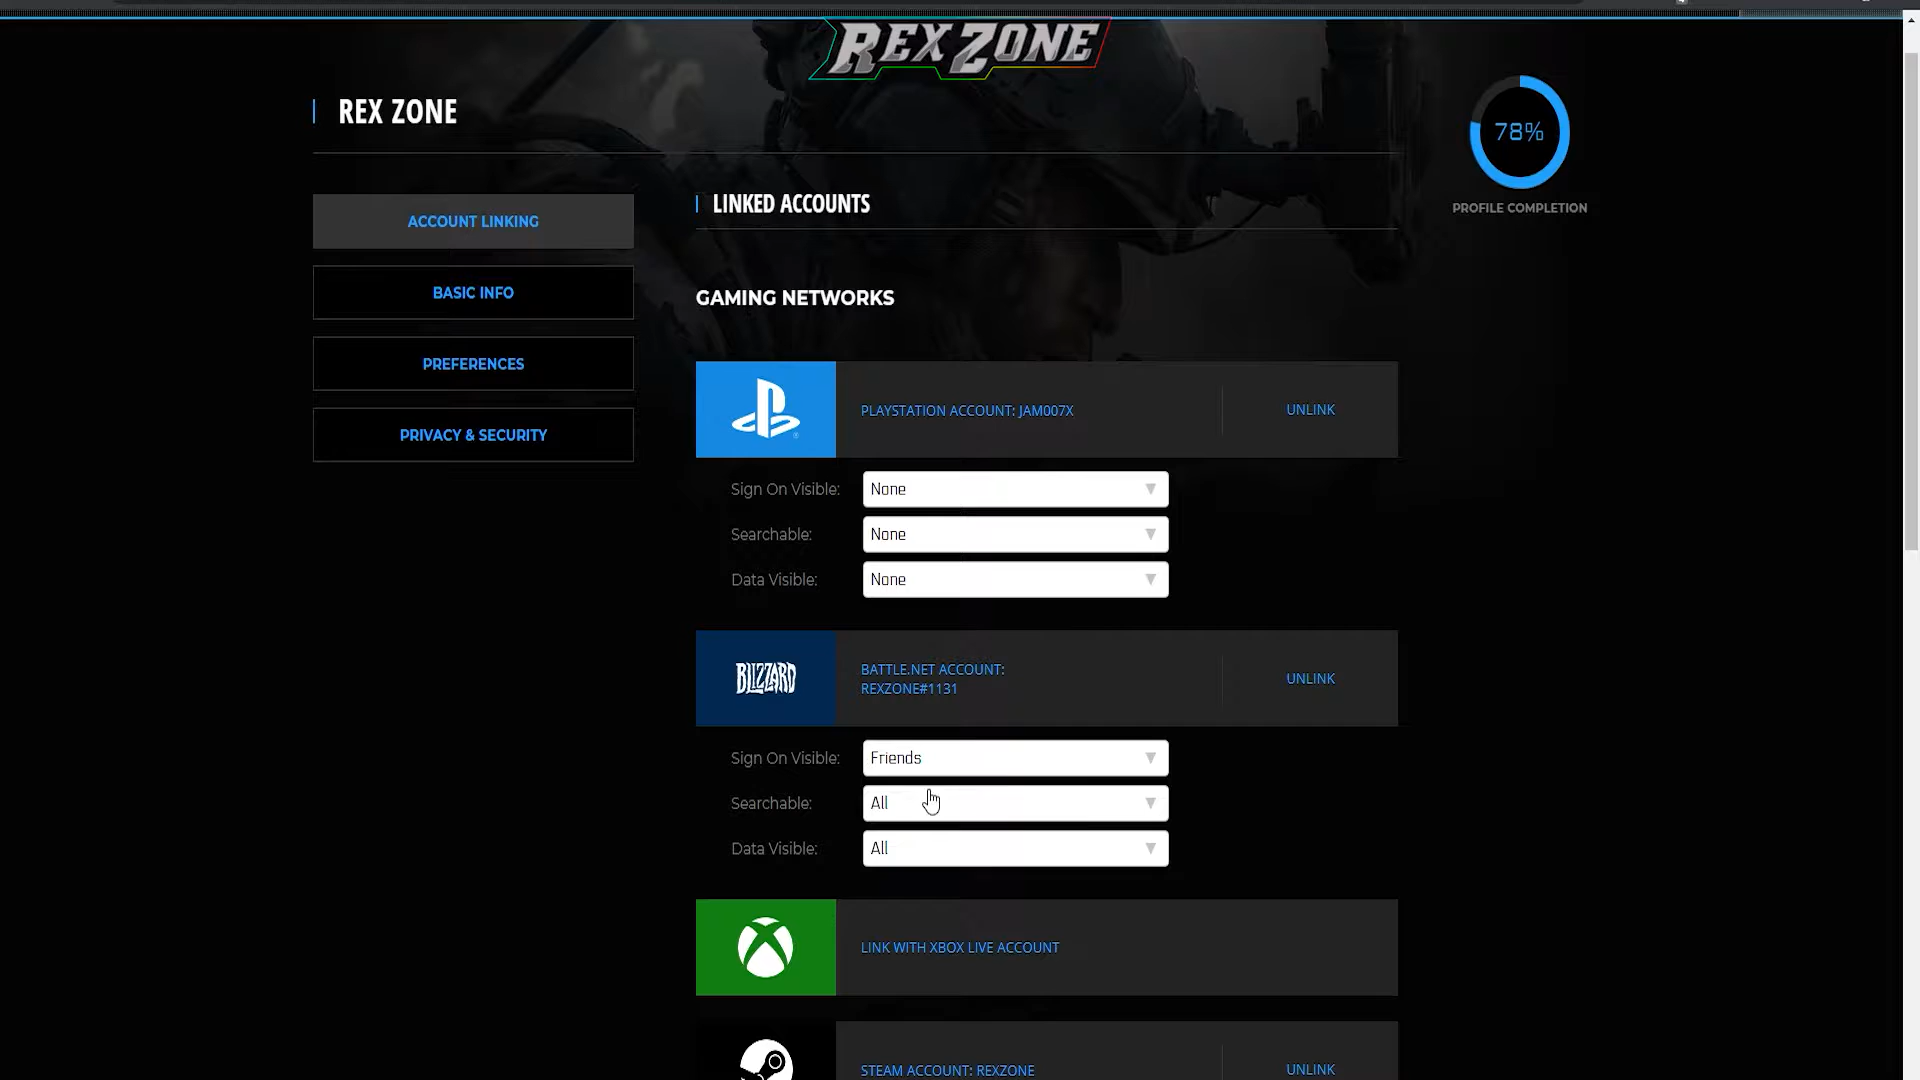 REX ZONE
REX ZONE
78%
PROFILE COMPLETION
ACCOUNT LINKING
BASIC INFO
PREFERENCES
PRIVACY & SECURITY
LINKED ACCOUNTS
GAMING NETWORKS
PLAYSTATION ACCOUNT: JAM007X
UNLINK
Sign On Visible: None
Searchable: None
Data Visible: None
BLIZZARD
BATTLE.NET ACCOUNT:
REXZONE#1131
UNLINK
Sign On Visible: Friends
Searchable: All
Data Visible: All
LINK WITH XBOX LIVE ACCOUNT
STEAM ACCOUNT: REXZONE
UNLINK